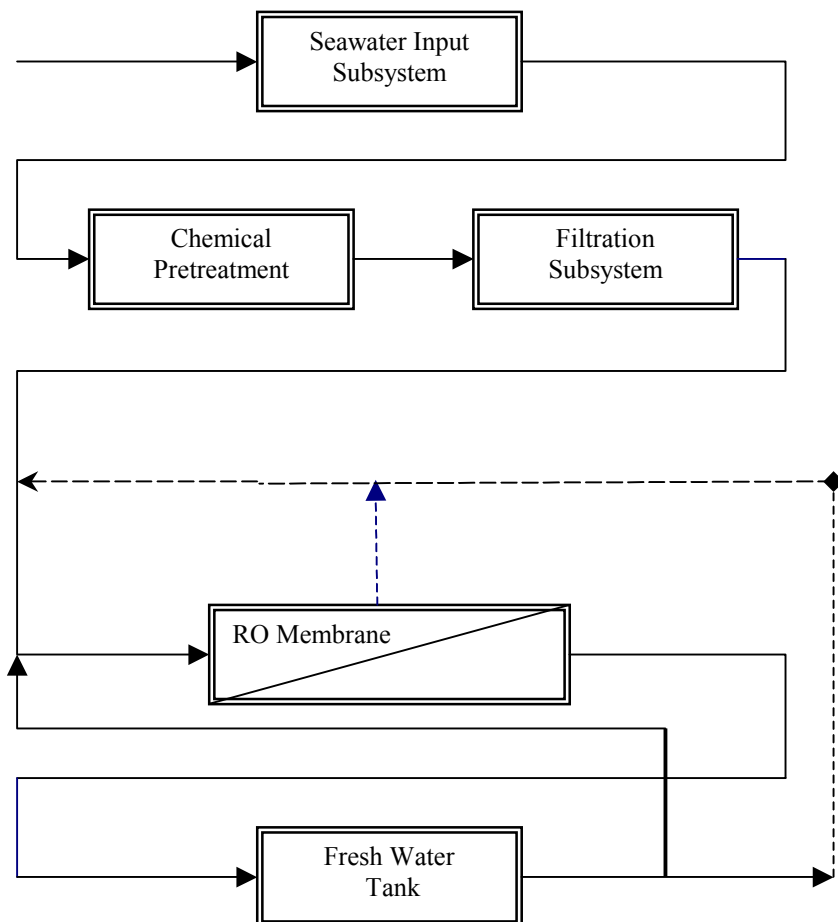 Seawater Input
Subsystem
Chemical
Pretreatment
Filtration
Subsystem
RO Membrane
Fresh Water
Tank